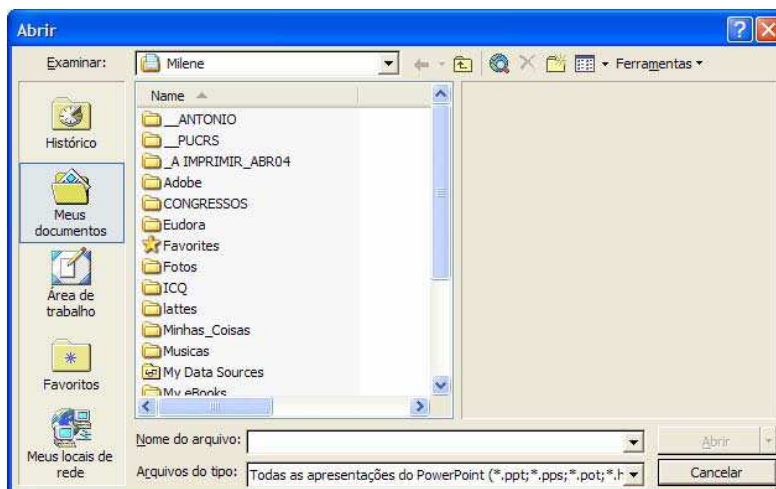 Abrir
Examinar:
Milene
Ferramentas
Histórico
Meus
documentos
Área de
trabalho
Favoritos
Meus locais de
rede
Name
__ANTONIO
__PUCRS
_A IMPRIMIR_ABR04
Adobe
CONGRESSOS
Eudora
Favorites
Fotos
ICQ
lattes
Minhas_Coisas
Musicas
My Data Sources
My eBooks
Nome do arquivo:
Abrir
Arquivos do tipo:
Todas as apresentações do PowerPoint (*.ppt;*.pps;*.pot;*.h
Cancelar